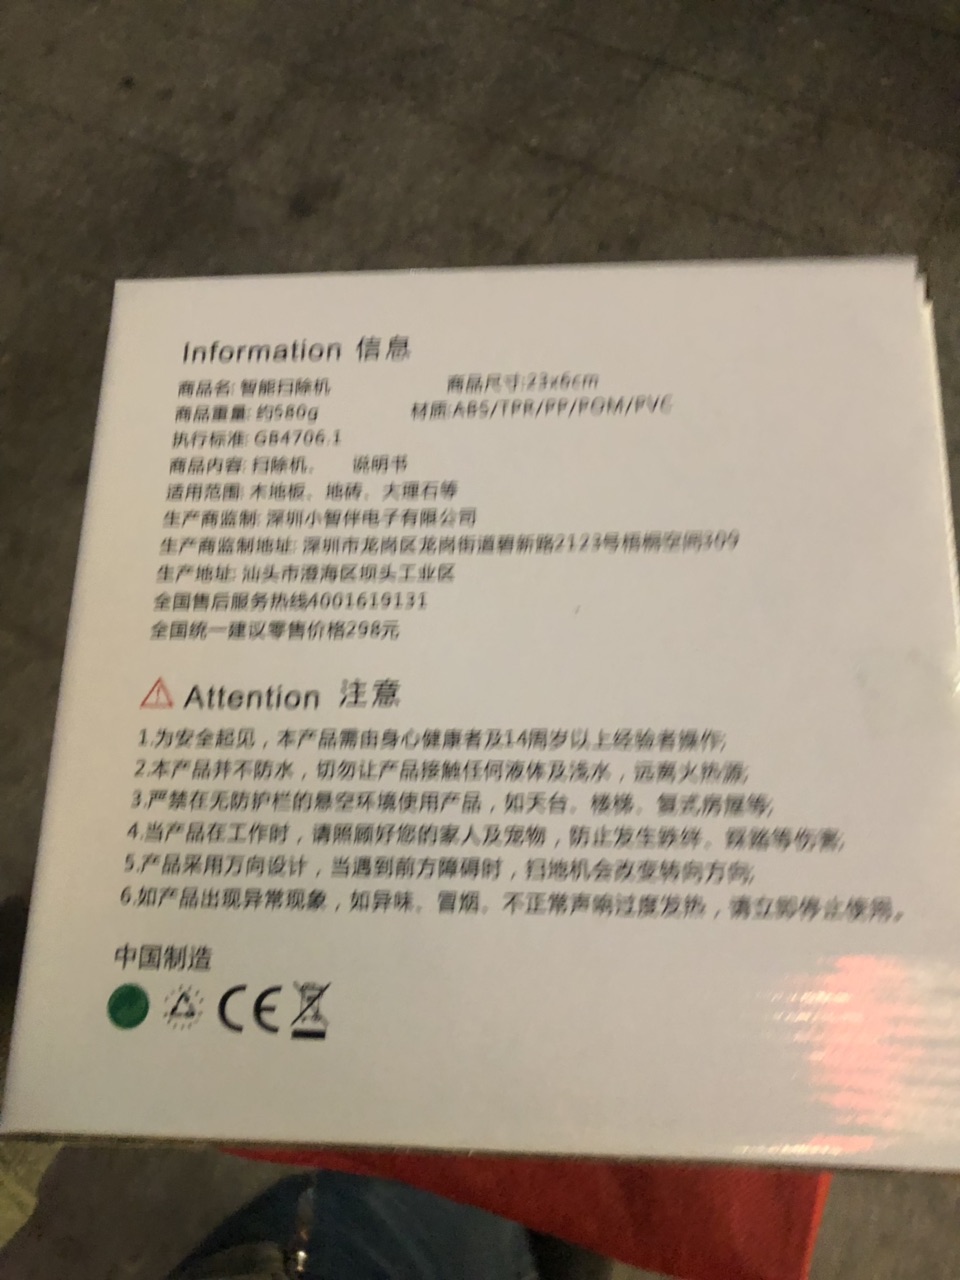 Information 信息
商品名: 智能扫除机 商品尺寸:23x6cm
商品重量: 约580g 材质:ABS/TPR/PP/POM/PVC
执行标准: GB4706.1
商品内容: 扫除机、 说明书
适用范围: 木地板、地砖、大理石等
生产商监制: 深圳小智伴电子有限公司
生产商监制地址: 深圳市龙岗区龙岗街道碧新路2123号梧桐空间309
生产地址: 汕头市澄海区坝头工业区
全国售后服务热线4001619131
全国统一建议零售价格298元
Attention 注意
1.为安全起见，本产品需由身心健康者及14周岁以上经验者操作;
2.本产品并不防水，切勿让产品接触任何液体及浅水，远离火热源;
3.严禁在无防护栏的悬空环境使用产品，如天台、楼梯、复式房屋等;
4.当产品在工作时，请照顾好您的家人及宠物，防止发生跌绊、踩踏等伤害;
5.产品采用万向设计，当遇到前方障碍时，扫地机会改变转向方向;
6.如产品出现异常现象，如异味、冒烟、不正常声响过度发热，请立即停止使用。
中国制造
CE